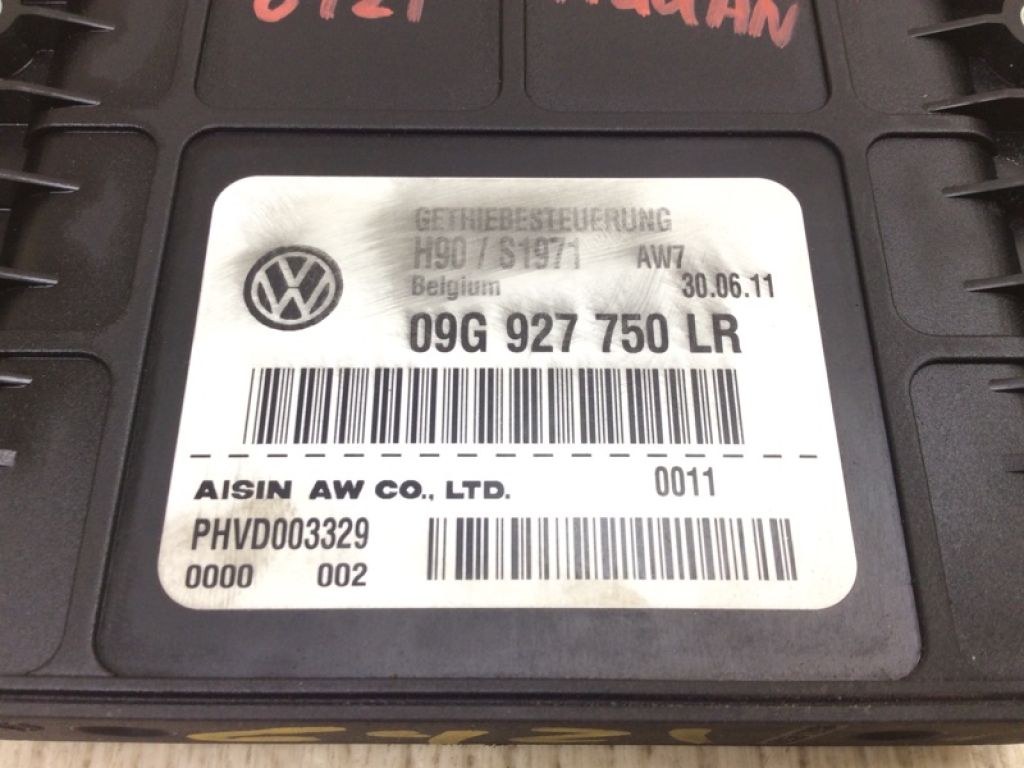 GETRIEBESTEUERUNG
H90 / S1971 AW7
Belgium 30.06.11
09G 927 750 LR
AISIN AW CO., LTD. 0011
PHVD003329
0000 002